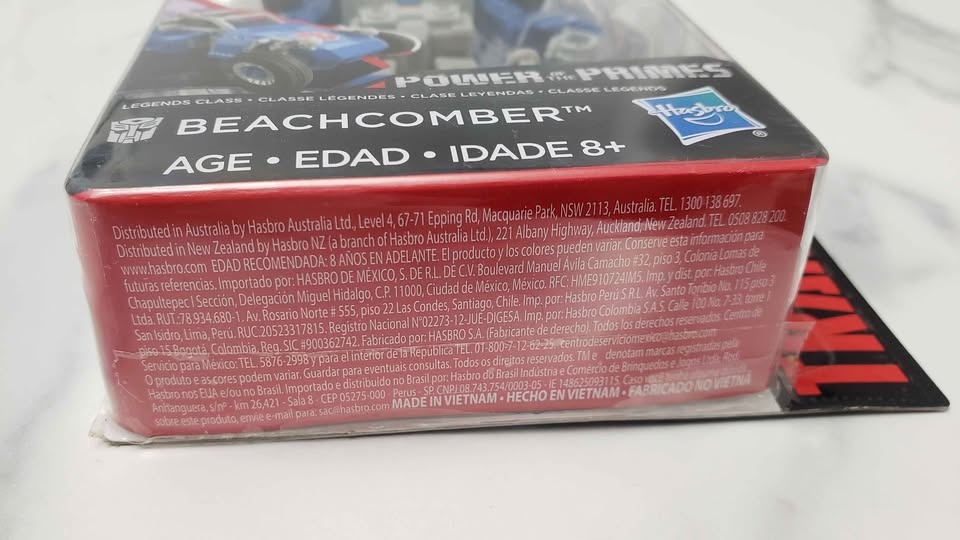 POWER OF THE PRIMES
LEGENDS CLASS • CLASSE LÉGENDES • CLASE LEYENDAS • CLASSE LEGENDS
BEACHCOMBER™
Hasbro®
AGE • EDAD • IDADE 8+
Distributed in Australia by Hasbro Australia Ltd., Level 4, 67-71 Epping Rd, Macquarie Park, NSW 2113, Australia. TEL. 1300 138 697.
Distributed in New Zealand by Hasbro NZ (a branch of Hasbro Australia Ltd.), 221 Albany Highway, Auckland, New Zealand. TEL. 0508 828 200.
www.hasbro.com EDAD RECOMENDADA: 8 AÑOS EN ADELANTE. El producto y los colores pueden variar. Conserve esta información para
futuras referencias. Importado por: HASBRO DE MÉXICO, S. DE R.L. DE C.V. Boulevard Manuel Ávila Camacho #32, piso 3, Colonia Lomas de
Chapultepec I Sección, Delegación Miguel Hidalgo, C.P. 11000, Ciudad de México, México. RFC: HME910724IM5. Imp. y dist. por: Hasbro Chile
Ltda. RUT.:78.934.680-1. Av. Rosario Norte # 555, piso 22 Las Condes, Santiago, Chile. Imp. por: Hasbro Perú S.R.L. Av. Santo Toribio No. 115 piso 3
San Isidro, Lima, Perú. RUC.20523317815. Registro Nacional N°02273-12-JUE-DIGESA. Imp. por: Hasbro Colombia S.A.S. Calle 100 No. 7-33, torre 1
piso 15 Bogotá, Colombia. Reg. SIC #900362742. Fabricado por: HASBRO S.A. (Fabricante de derecho). Todos los derechos reservados. Centro de
Servicio para México: TEL. 5876-2998 y para el interior de la República TEL. 01-800-7-12-62-25, centrodeserviciomexico@hasbro.com
O produto e as cores podem variar. Guardar para eventuais consultas. Todos os direitos reservados. TM e denotam marcas registradas pela
Hasbro nos EUA e/ou no Brasil. Importado e distribuído no Brasil por: Hasbro do Brasil Indústria e Comércio de Brinquedos e Jogos Ltda. Rod.
Anhanguera, s/nº - km 26,421 - Sala 8 - CEP 05275-000 - Perus - SP. CNPJ 08.743.754/0003-05 - IE 148625093115. Caso
sobre este produto, envie e-mail para: sac@hasbro.com MADE IN VIETNAM • HECHO EN VIETNAM • FABRICADO NO VIETNÃ